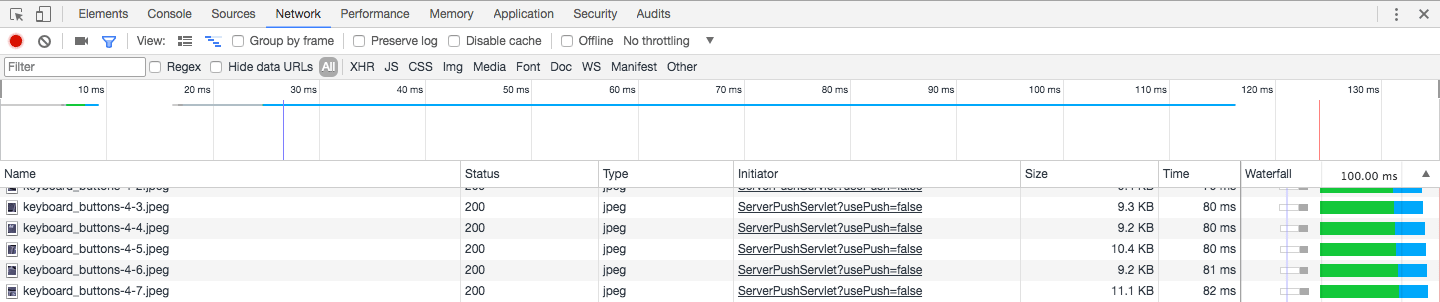 Elements Console Sources Network Performance Memory Application Security Audits
View: Group by frame Preserve log Disable cache Offline No throttling
Filter Regex Hide data URLs All XHR JS CSS Img Media Font Doc WS Manifest Other
10 ms 20 ms 30 ms 40 ms 50 ms 60 ms 70 ms 80 ms 90 ms 100 ms 110 ms 120 ms 130 ms
Name Status Type Initiator Size Time Waterfall 100.00 ms
keyboard_buttons-4-3.jpeg 200 jpeg ServerPushServlet?usePush=false 9.3 KB 80 ms
keyboard_buttons-4-4.jpeg 200 jpeg ServerPushServlet?usePush=false 9.2 KB 80 ms
keyboard_buttons-4-5.jpeg 200 jpeg ServerPushServlet?usePush=false 10.4 KB 80 ms
keyboard_buttons-4-6.jpeg 200 jpeg ServerPushServlet?usePush=false 9.2 KB 81 ms
keyboard_buttons-4-7.jpeg 200 jpeg ServerPushServlet?usePush=false 11.1 KB 82 ms